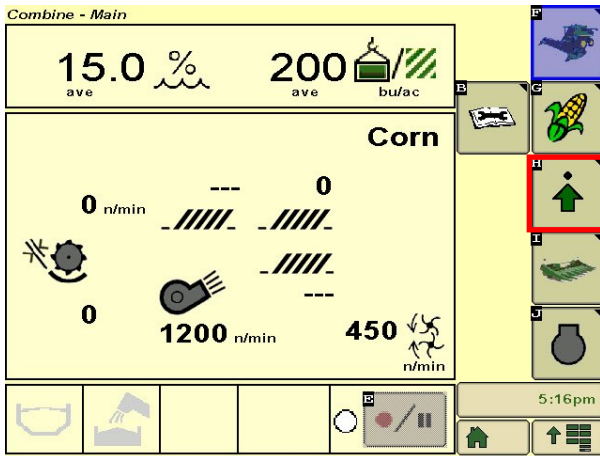 Combine - Main
15.0 %
ave
200 /
ave bu/ac
Corn
0 n/min
---
0
0
1200 n/min
---
450
n/min
B
E
F
G
H
I
J
5:16pm